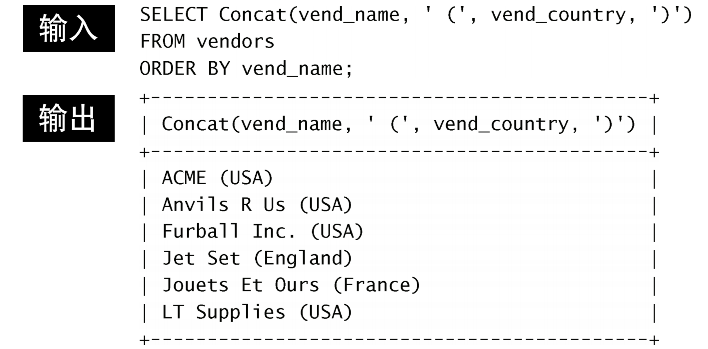 输入
SELECT Concat(vend_name, ' (', vend_country, ')')
FROM vendors
ORDER BY vend_name;
输出
+--------------------------------------------+
| Concat(vend_name, ' (', vend_country, ')') |
+--------------------------------------------+
| ACME (USA)                                 |
| Anvils R Us (USA)                          |
| Furball Inc. (USA)                         |
| Jet Set (England)                          |
| Jouets Et Ours (France)                    |
| LT Supplies (USA)                          |
+--------------------------------------------+